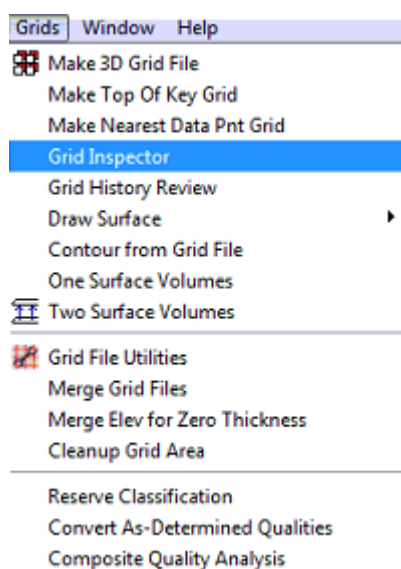 Grids Window Help
Make 3D Grid File
Make Top Of Key Grid
Make Nearest Data Pnt Grid
Grid Inspector
Grid History Review
Draw Surface
Contour from Grid File
One Surface Volumes
Two Surface Volumes
Grid File Utilities
Merge Grid Files
Merge Elev for Zero Thickness
Cleanup Grid Area
Reserve Classification
Convert As-Determined Qualities
Composite Quality Analysis